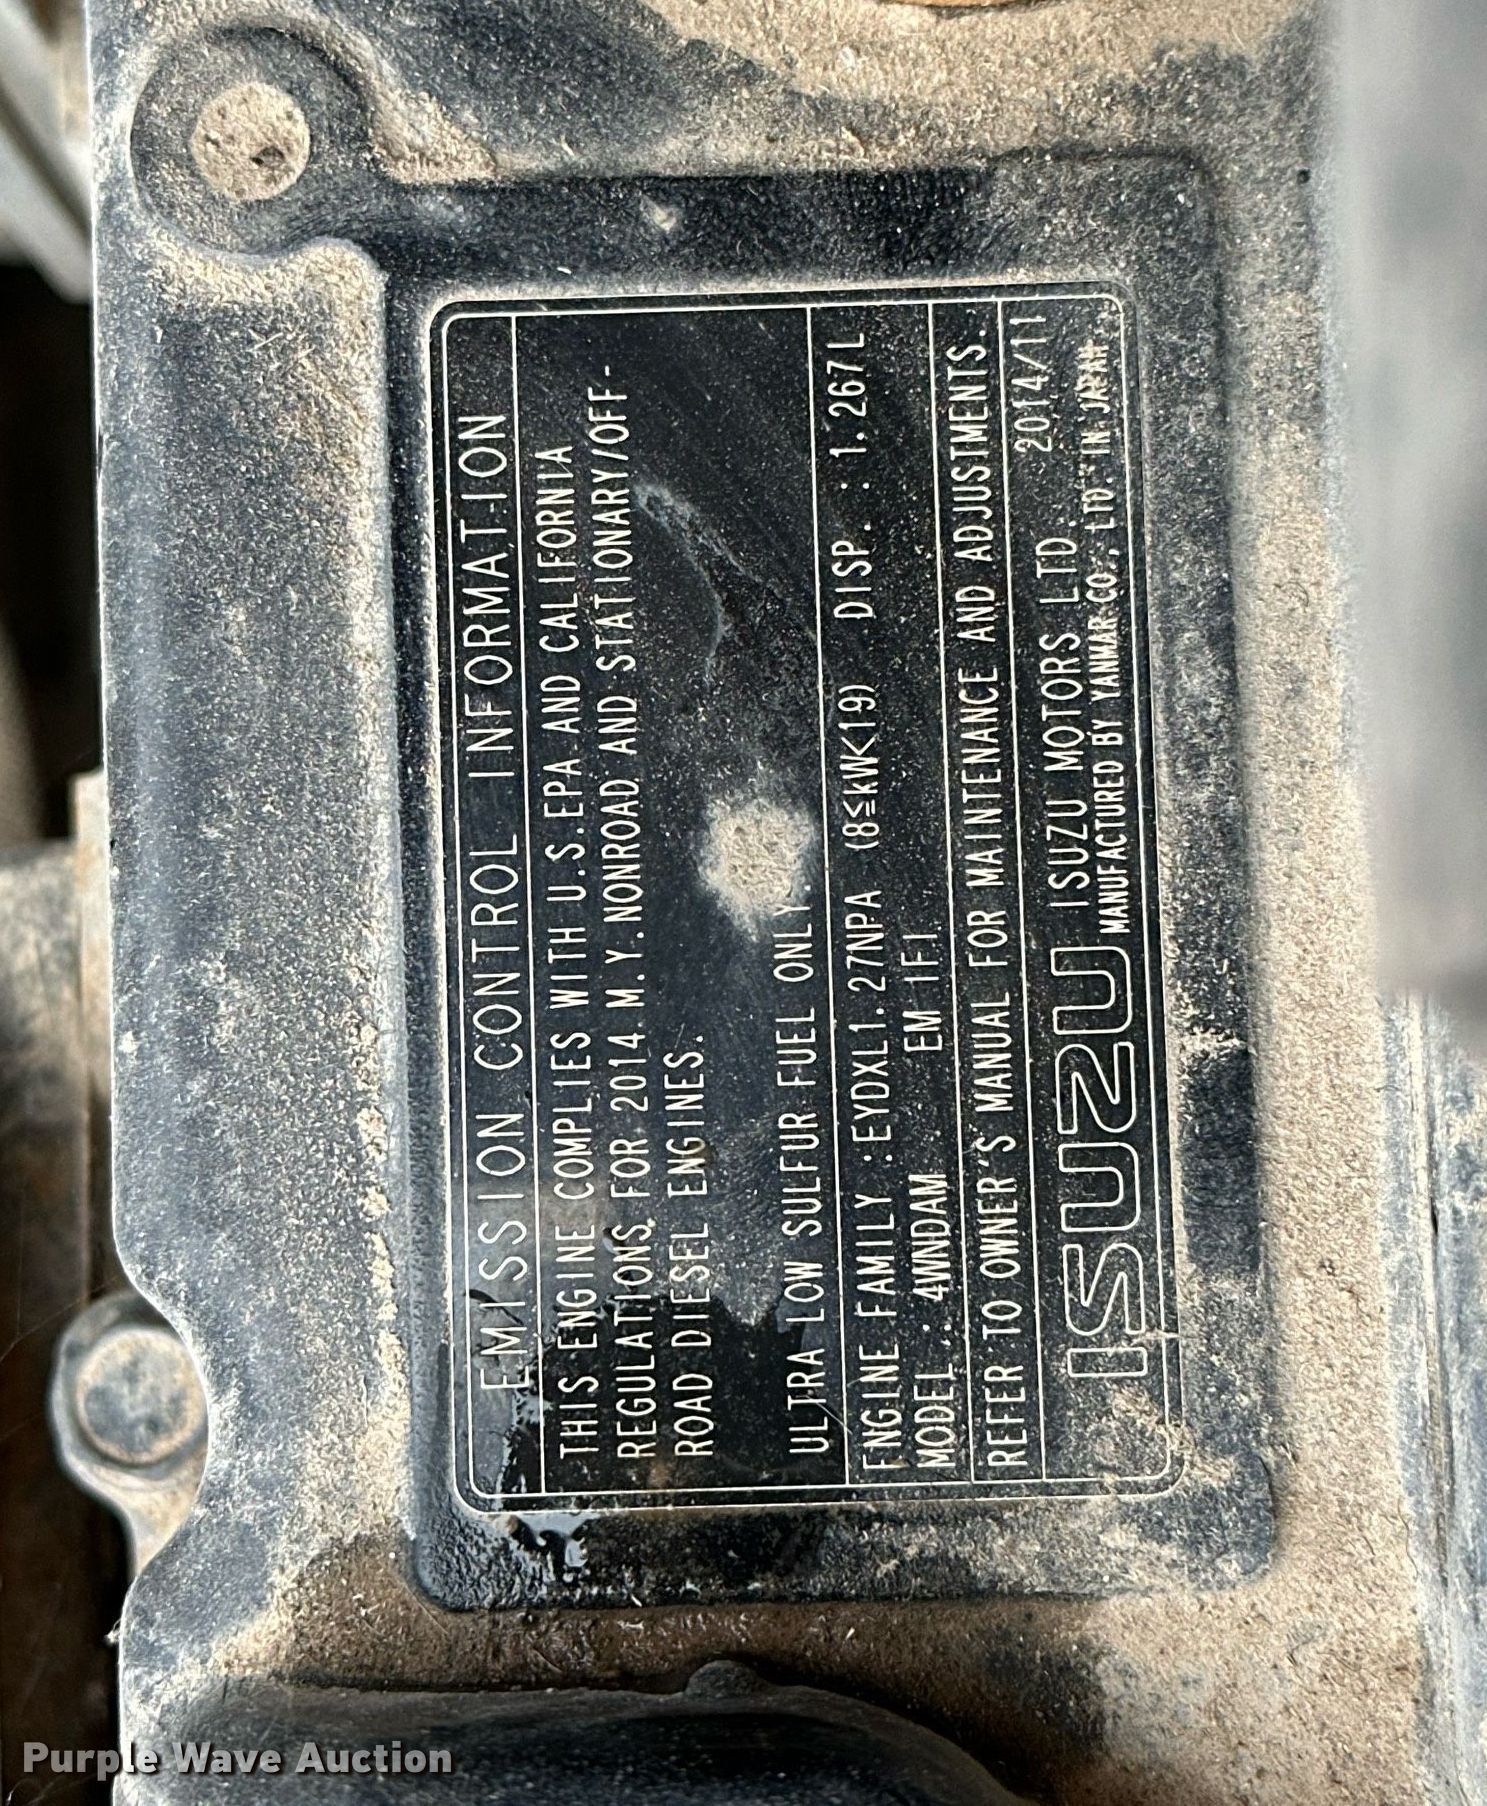 EMISSION CONTROL INFORMATION
THIS ENGINE COMPLIES WITH U.S.EPA AND CALIFORNIA
REGULATIONS FOR 2014 M.Y.NONROAD AND STATIONARY/OFF-
ROAD DIESEL ENGINES.
ULTRA LOW SULFUR FUEL ONLY.
ENGINE FAMILY :EYDXL1.27NPA (8≦kW<19) DISP. :1.267L
MODEL :4WNDAM EM1F1
REFER TO OWNER'S MANUAL FOR MAINTENANCE AND ADJUSTMENTS.
ISUZU ISUZU MOTORS LTD. 2014/11
MANUFACTURED BY YANMAR CO., LTD. IN JAPAN
Purple Wave Auction